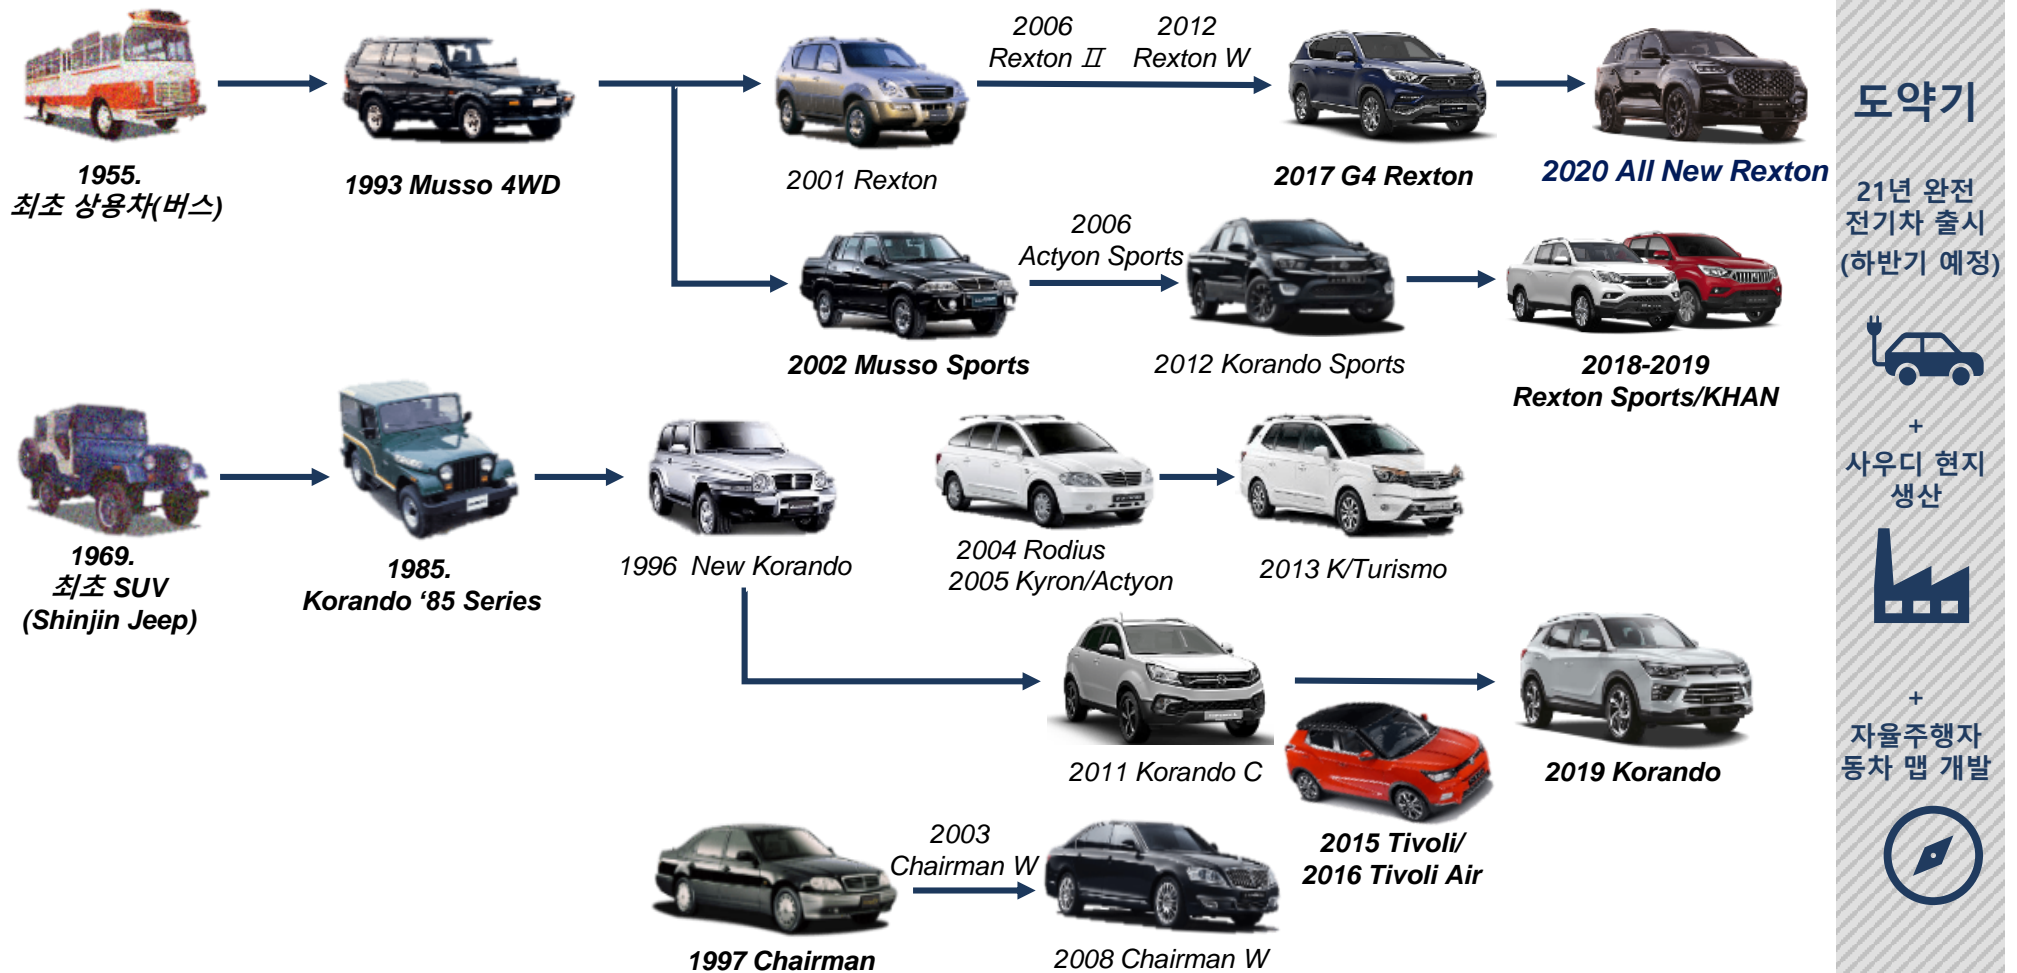 1955.
최초 상용차(버스)
1993 Musso 4WD
2001 Rexton
2006
Rexton Ⅱ
2012
Rexton W
2017 G4 Rexton
2020 All New Rexton
2002 Musso Sports
2006
Actyon Sports
2012 Korando Sports
2018-2019
Rexton Sports/KHAN
1969.
최초 SUV
(Shinjin Jeep)
1985.
Korando ‘85 Series
1996 New Korando
2004 Rodius
2005 Kyron/Actyon
2013 K/Turismo
2011 Korando C
2015 Tivoli/
2016 Tivoli Air
2019 Korando
1997 Chairman
2003
Chairman W
2008 Chairman W
도약기
21년 완전
전기차 출시
(하반기 예정)
+
사우디 현지
생산
+
자율주행자
동차 맵 개발